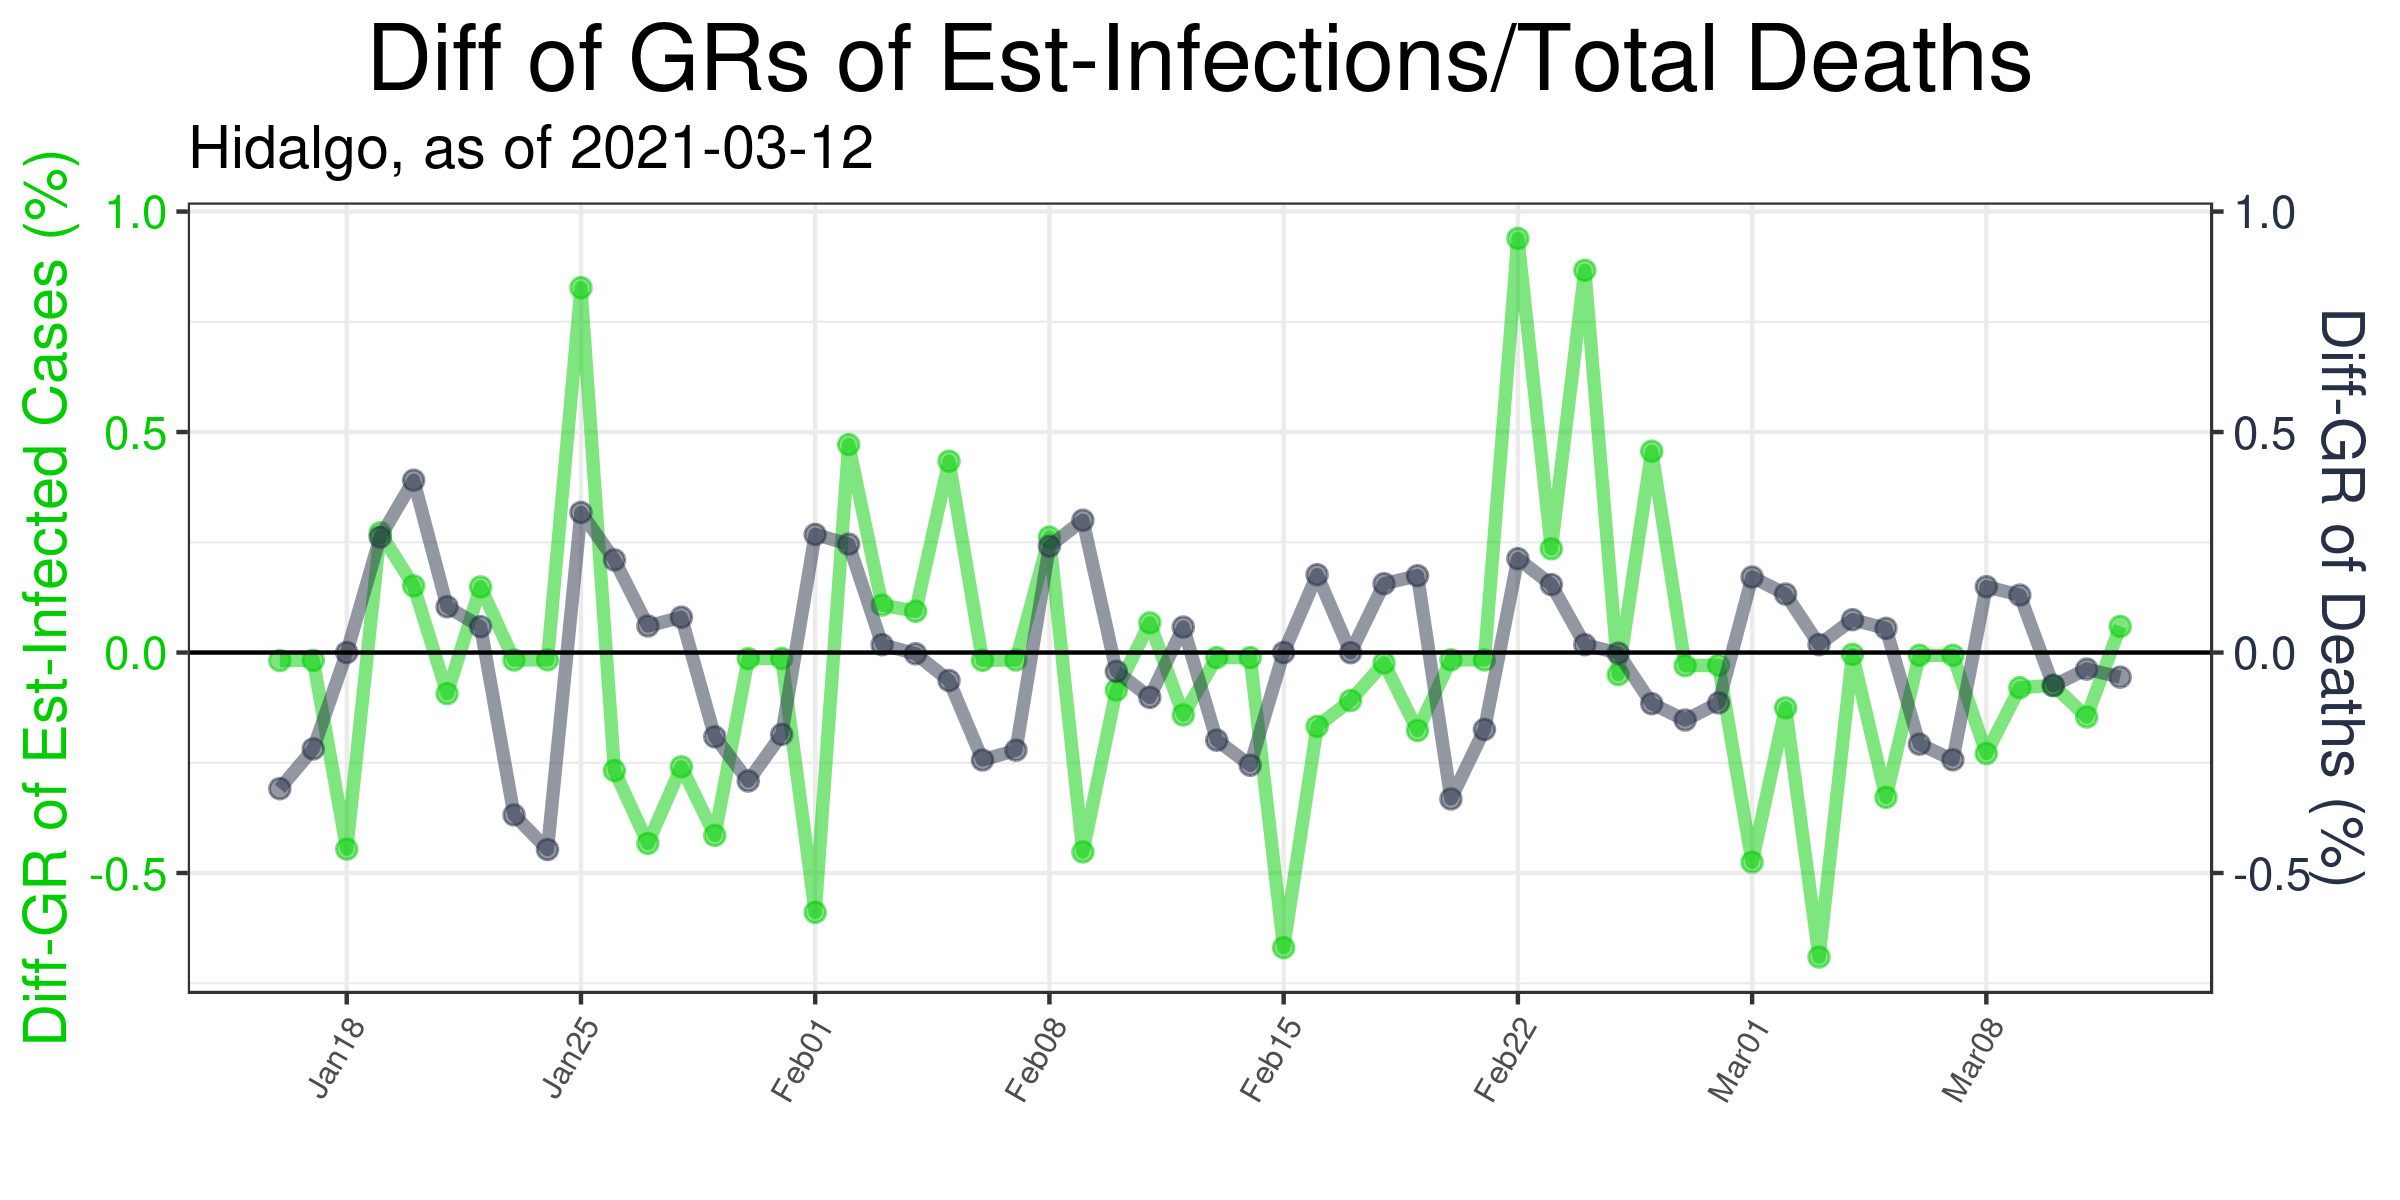 Diff of GRs of Est-Infections/Total Deaths
Hidalgo, as of 2021-03-12
Diff-GR of Est-Infected Cases (%)
1.0
0.5
0.0
-0.5
1.0
0.5
0.0
-0.5
Diff-GR of Deaths (%)
Jan18
Jan25
Feb01
Feb08
Feb15
Feb22
Mar01
Mar08